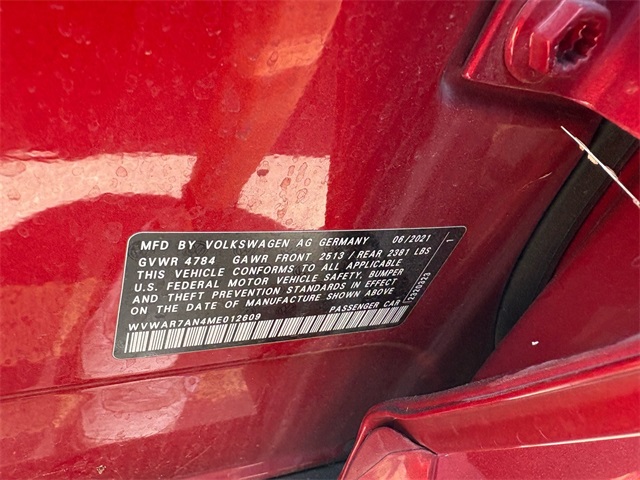 MFD BY VOLKSWAGEN AG GERMANY 06/2021 1
GVWR 4784 GAWR FRONT 2513 / REAR 2381 LBS
THIS VEHICLE CONFORMS TO ALL APPLICABLE
U.S. FEDERAL MOTOR VEHICLE SAFETY, BUMPER
AND THEFT PREVENTION STANDARDS IN EFFECT
ON THE DATE OF MANUFACTURE SHOWN ABOVE
WVWAR7AN4ME012609 PASSENGER CAR